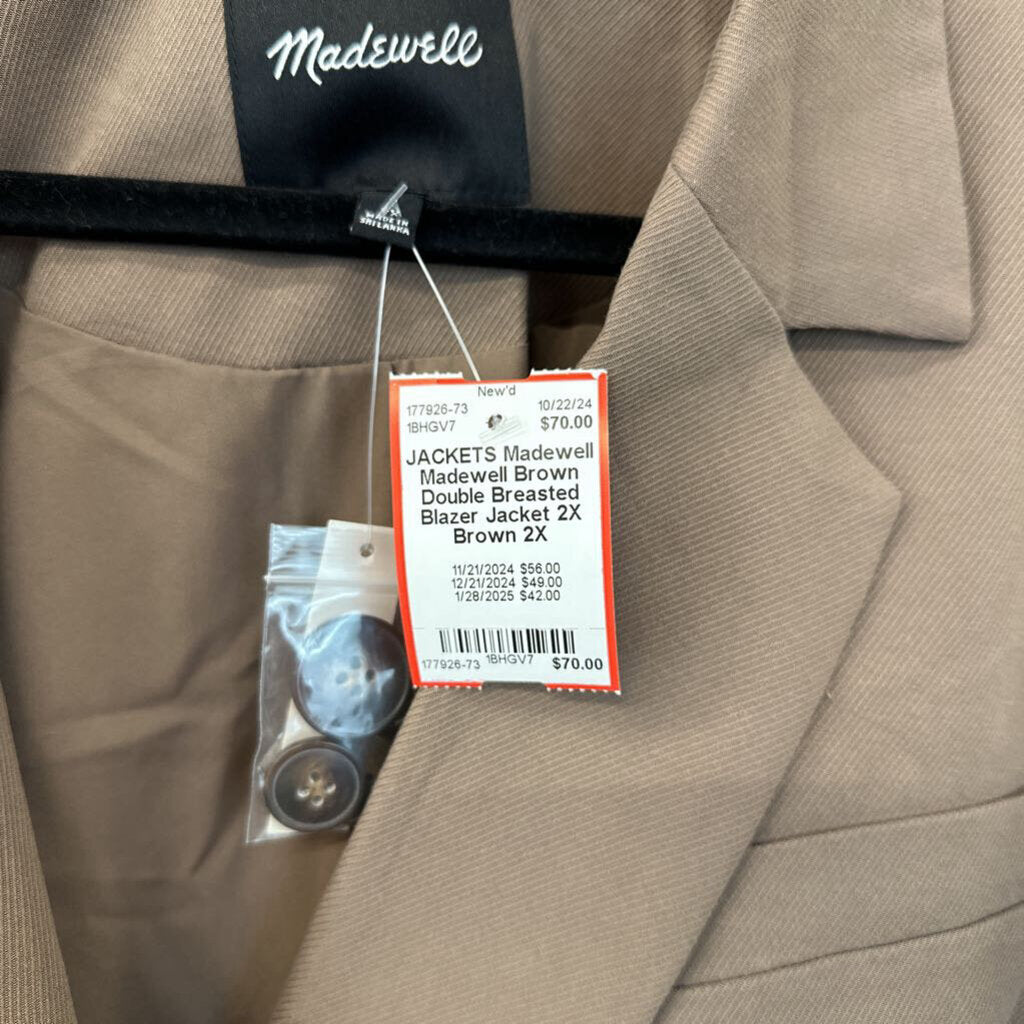 Madewell
MADE IN
SRI LANKA
New'd
177926-73 10/22/24
1BHGV7 $70.00
JACKETS Madewell
Madewell Brown
Double Breasted
Blazer Jacket 2X
Brown 2X
11/21/2024 $56.00
12/21/2024 $49.00
1/28/2025 $42.00
177926-73 1BHGV7 $70.00